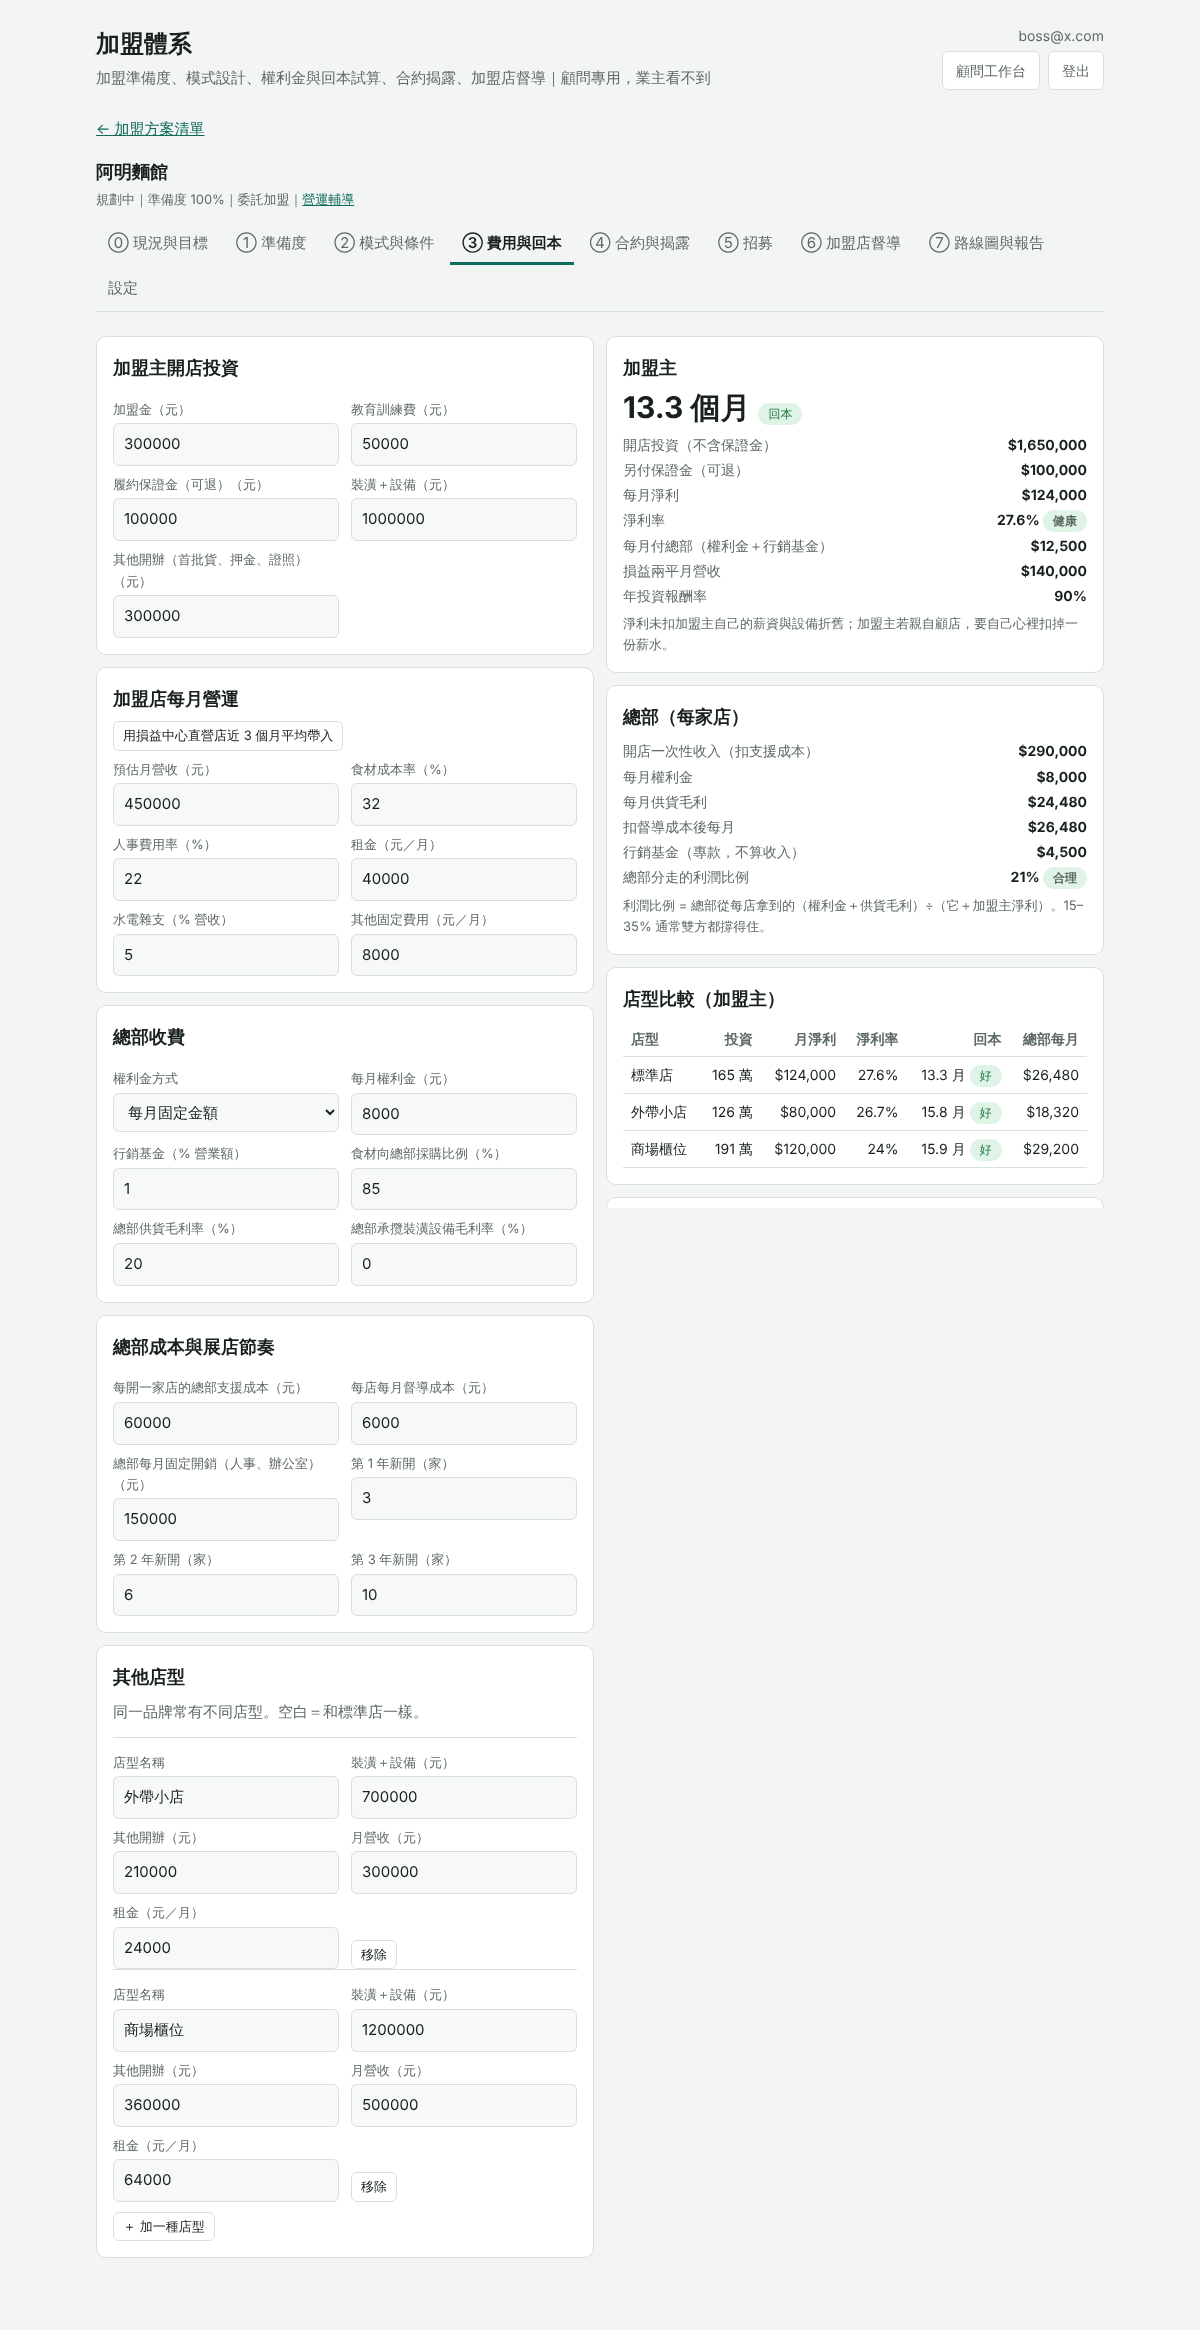 加盟體系
加盟準備度、模式設計、權利金與回本試算、合約揭露、加盟店督導｜顧問專用，業主看不到
boss@x.com
顧問工作台
登出
← 加盟方案清單
阿明麵館
規劃中｜準備度 100%｜委託加盟｜營運輔導
⓪ 現況與目標
① 準備度
② 模式與條件
③ 費用與回本
④ 合約與揭露
⑤ 招募
⑥ 加盟店督導
⑦ 路線圖與報告
設定
加盟主開店投資
加盟金（元） 教育訓練費（元）
300000 50000
履約保證金（可退）（元） 裝潢＋設備（元）
100000 1000000
其他開辦（首批貨、押金、證照）
（元）
300000
加盟店每月營運
用損益中心直營店近 3 個月平均帶入
預估月營收（元） 食材成本率（%）
450000 32
人事費用率（%） 租金（元／月）
22 40000
水電雜支（% 營收） 其他固定費用（元／月）
5 8000
總部收費
權利金方式 每月權利金（元）
每月固定金額 8000
行銷基金（% 營業額） 食材向總部採購比例（%）
1 85
總部供貨毛利率（%） 總部承攬裝潢設備毛利率（%）
20 0
總部成本與展店節奏
每開一家店的總部支援成本（元） 每店每月督導成本（元）
60000 6000
總部每月固定開銷（人事、辦公室）
（元）
第 1 年新開（家）
150000 3
第 2 年新開（家） 第 3 年新開（家）
6 10
其他店型
同一品牌常有不同店型。空白＝和標準店一樣。
店型名稱 裝潢＋設備（元）
外帶小店 700000
其他開辦（元） 月營收（元）
210000 300000
租金（元／月）
24000 移除
店型名稱 裝潢＋設備（元）
商場櫃位 1200000
其他開辦（元） 月營收（元）
360000 500000
租金（元／月）
64000 移除
＋ 加一種店型
加盟主
13.3 個月 回本
開店投資（不含保證金） $1,650,000
另付保證金（可退） $100,000
每月淨利 $124,000
淨利率 27.6% 健康
每月付總部（權利金＋行銷基金） $12,500
損益兩平月營收 $140,000
年投資報酬率 90%
淨利未扣加盟主自己的薪資與設備折舊；加盟主若親自顧店，要自己心裡扣掉一
份薪水。
總部（每家店）
開店一次性收入（扣支援成本） $290,000
每月權利金 $8,000
每月供貨毛利 $24,480
扣督導成本後每月 $26,480
行銷基金（專款，不算收入） $4,500
總部分走的利潤比例 21% 合理
利潤比例 = 總部從每店拿到的（權利金＋供貨毛利）÷（它＋加盟主淨利）。15–
35% 通常雙方都撐得住。
店型比較（加盟主）
店型 投資 月淨利 淨利率 回本 總部每月
標準店 165 萬 $124,000 27.6% 13.3 月 好 $26,480
外帶小店 126 萬 $80,000 26.7% 15.8 月 好 $18,320
商場櫃位 191 萬 $120,000 24% 15.9 月 好 $29,200